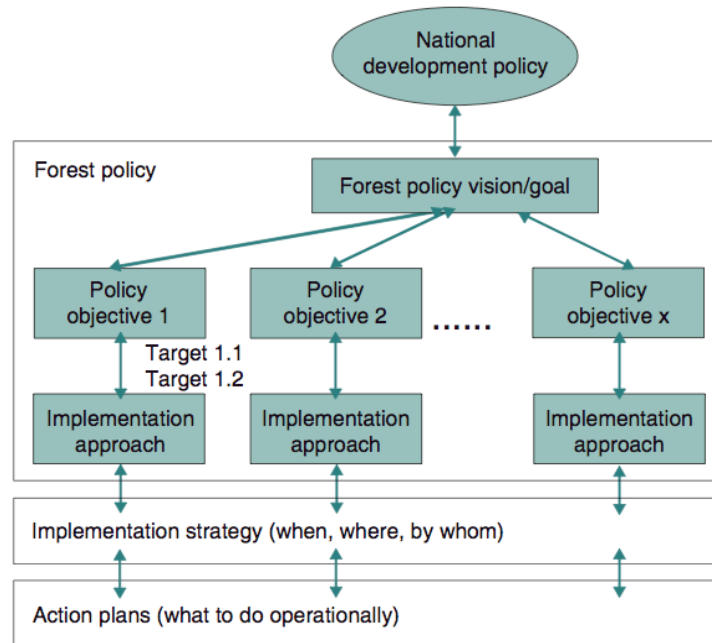 National
development policy
Forest policy
Forest policy vision/goal
Policy
objective 1
Policy
objective 2
......
Policy
objective x
Target 1.1
Target 1.2
Implementation
approach
Implementation
approach
Implementation
approach
Implementation strategy (when, where, by whom)
Action plans (what to do operationally)